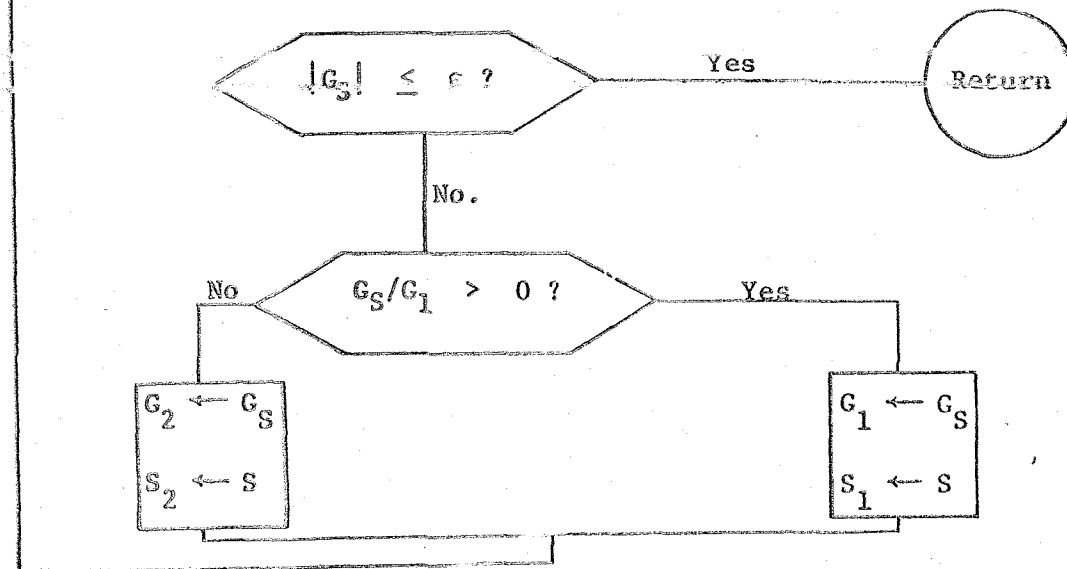 |G_S| ≤ ε ?
Yes
Return
No.
G_S/G_1 > 0 ?
No
Yes
G_2 ← G_S
S_2 ← S
G_1 ← G_S
S_1 ← S